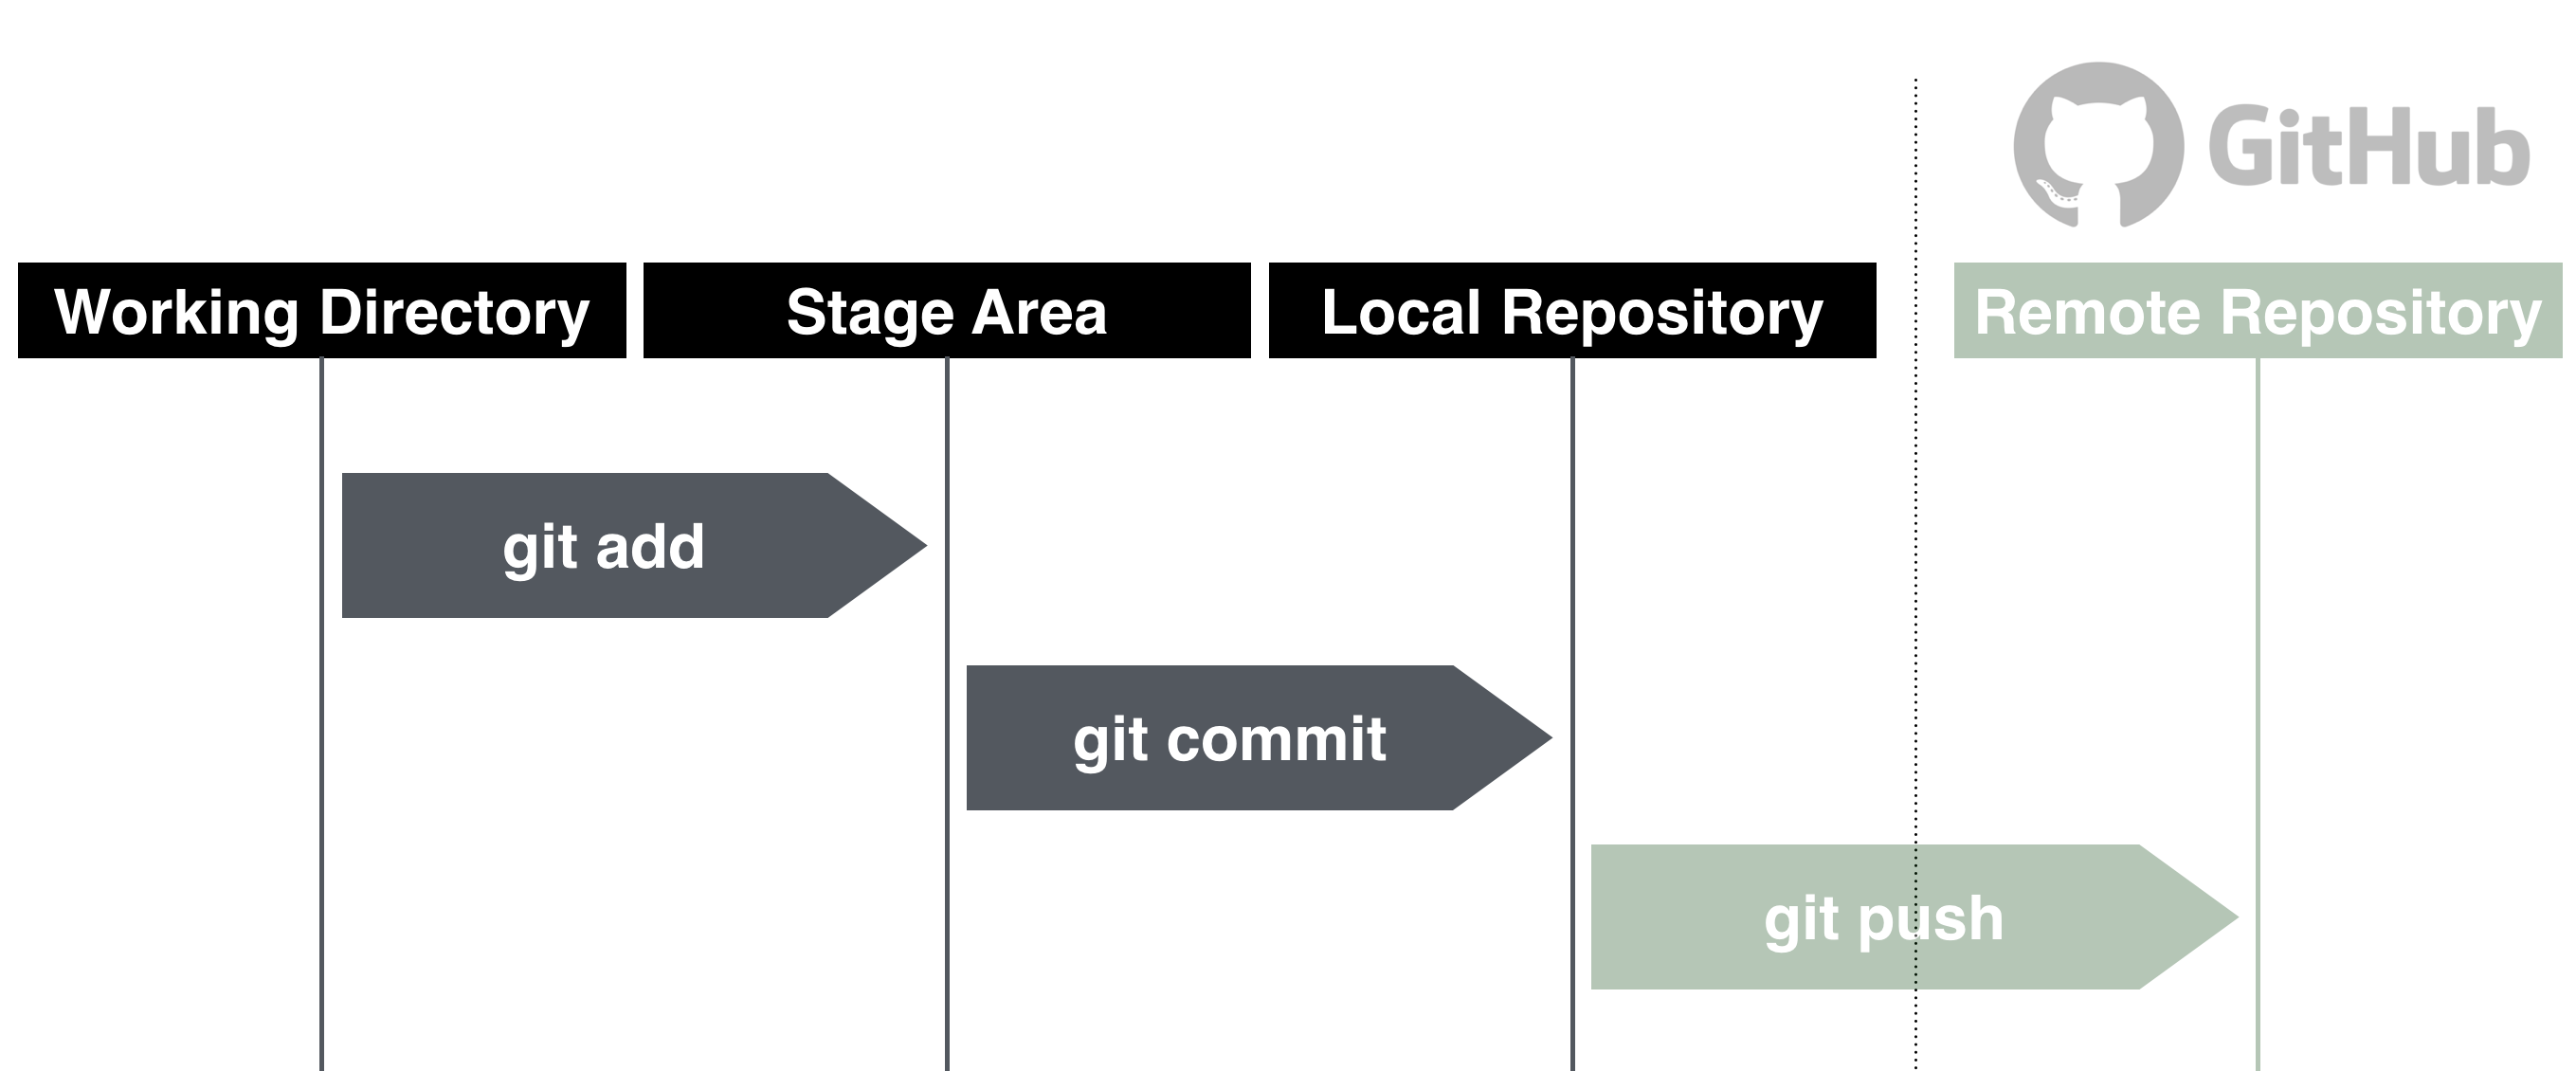 GitHub
Working Directory
Stage Area
Local Repository
Remote Repository
git add
git commit
git push